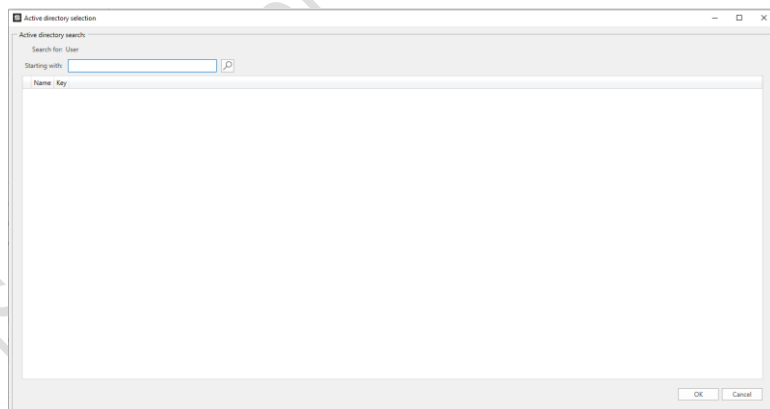 Active directory selection
Active directory search:
Search for: User
Starting with:
Name Key
OK Cancel